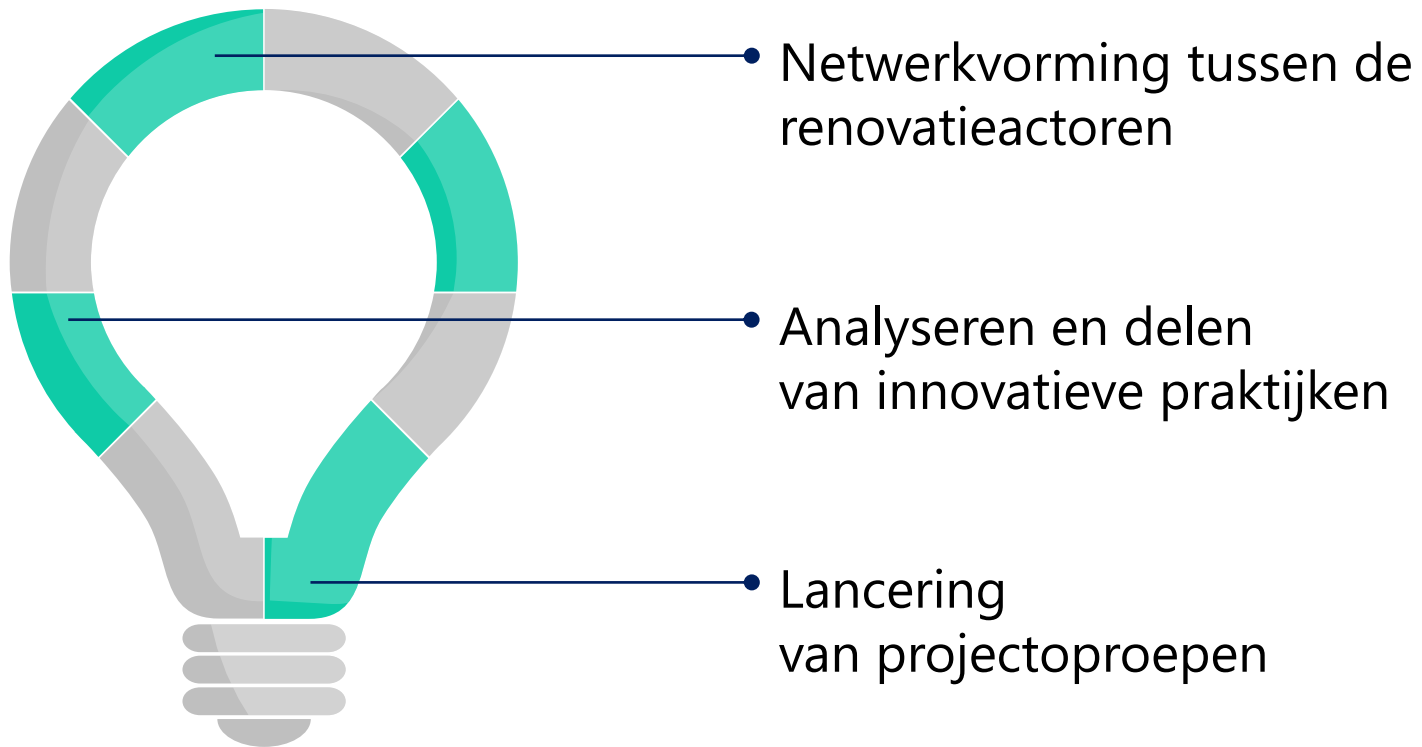 Netwerkvorming tussen de
renovatieactoren
Analyseren en delen
van innovatieve praktijken
Lancering
van projectoproepen